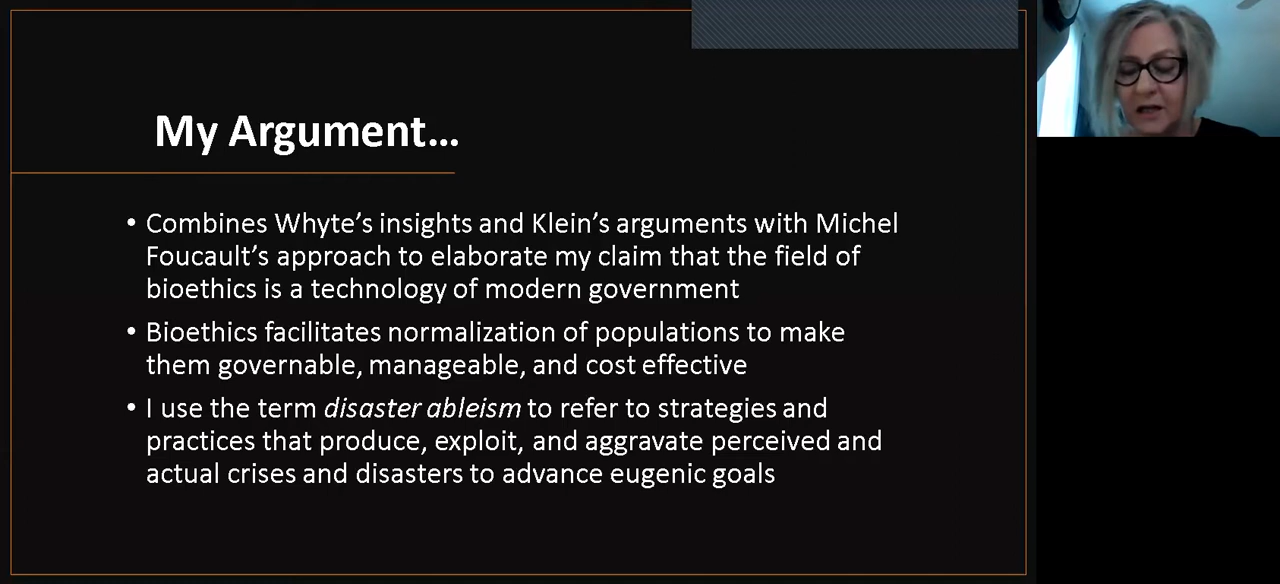 My Argument…
• Combines Whyte’s insights and Klein’s arguments with Michel
Foucault’s approach to elaborate my claim that the field of
bioethics is a technology of modern government
• Bioethics facilitates normalization of populations to make
them governable, manageable, and cost effective
• I use the term disaster ableism to refer to strategies and
practices that produce, exploit, and aggravate perceived and
actual crises and disasters to advance eugenic goals